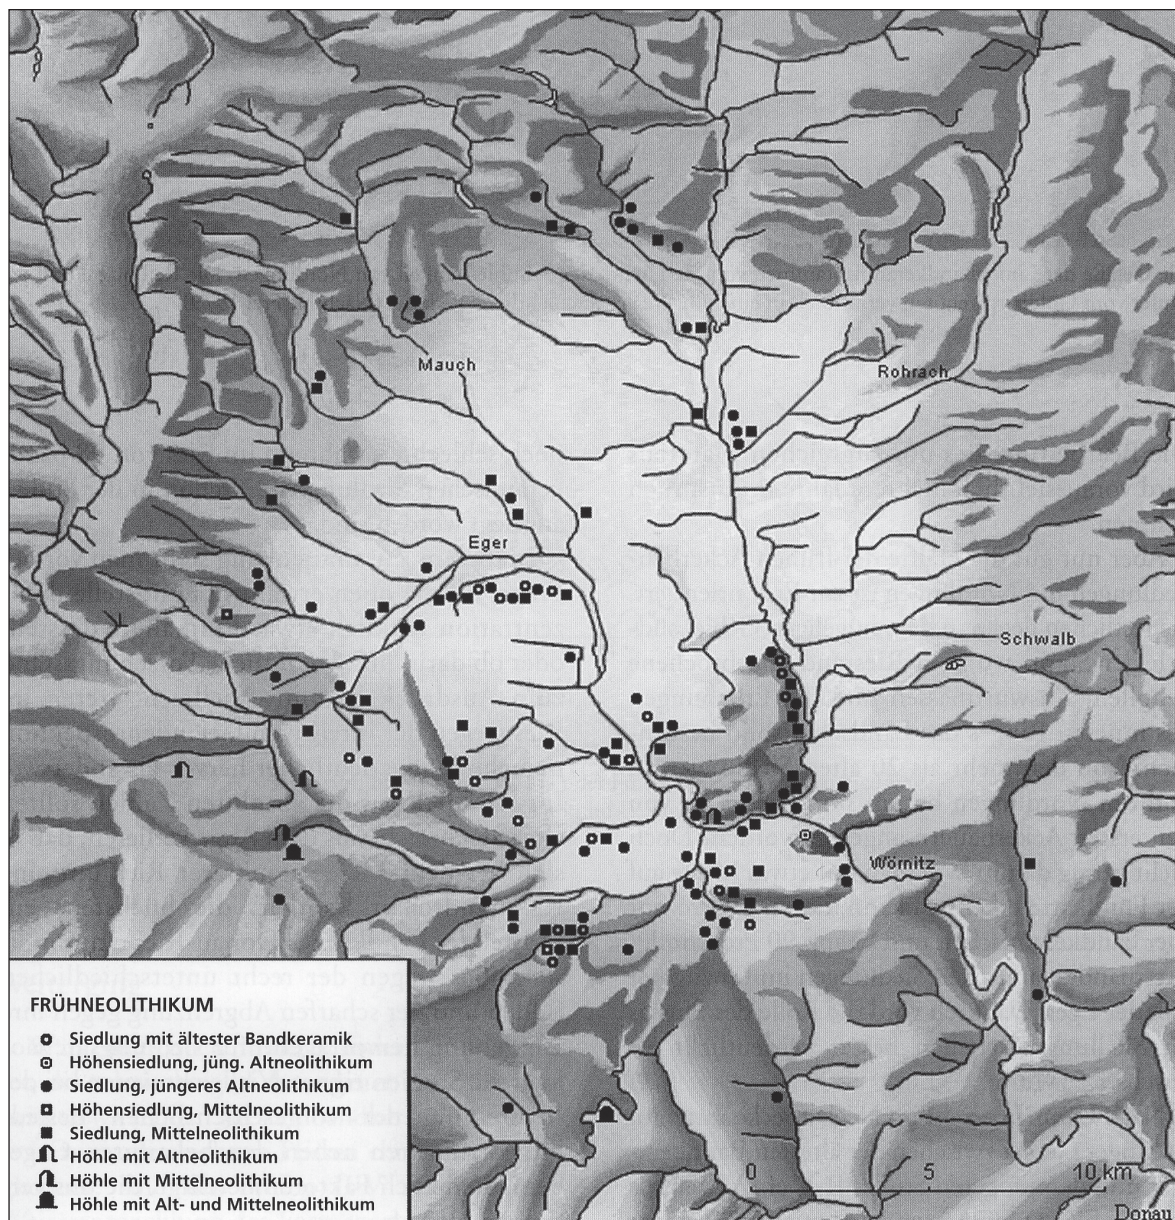 Mauch
Rohrach
Eger
Schwalb
Wörnitz
FRÜHNEOLITHIKUM
Siedlung mit ältester Bandkeramik
Höhensiedlung, jüng. Altneolithikum
Siedlung, jüngeres Altneolithikum
Höhensiedlung, Mittelneolithikum
Siedlung, Mittelneolithikum
Höhle mit Altneolithikum
Höhle mit Mittelneolithikum
Höhle mit Alt- und Mittelneolithikum
0 5 10 km
Donau